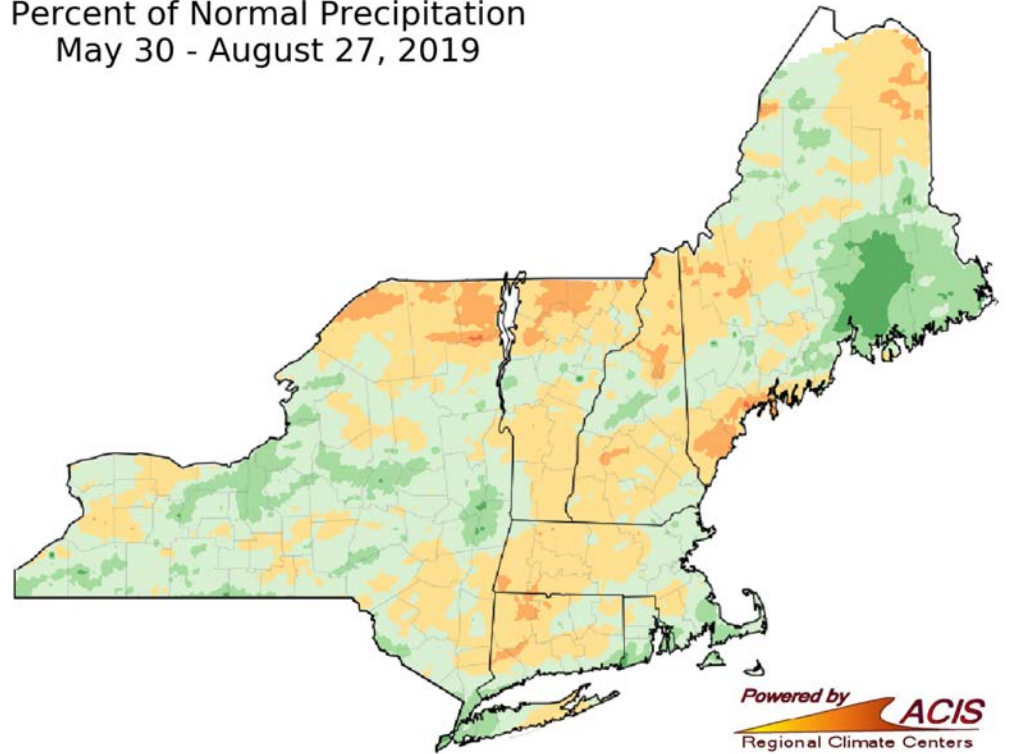 Percent of Normal Precipitation
May 30 - August 27, 2019
Powered by
ACIS
Regional Climate Centers